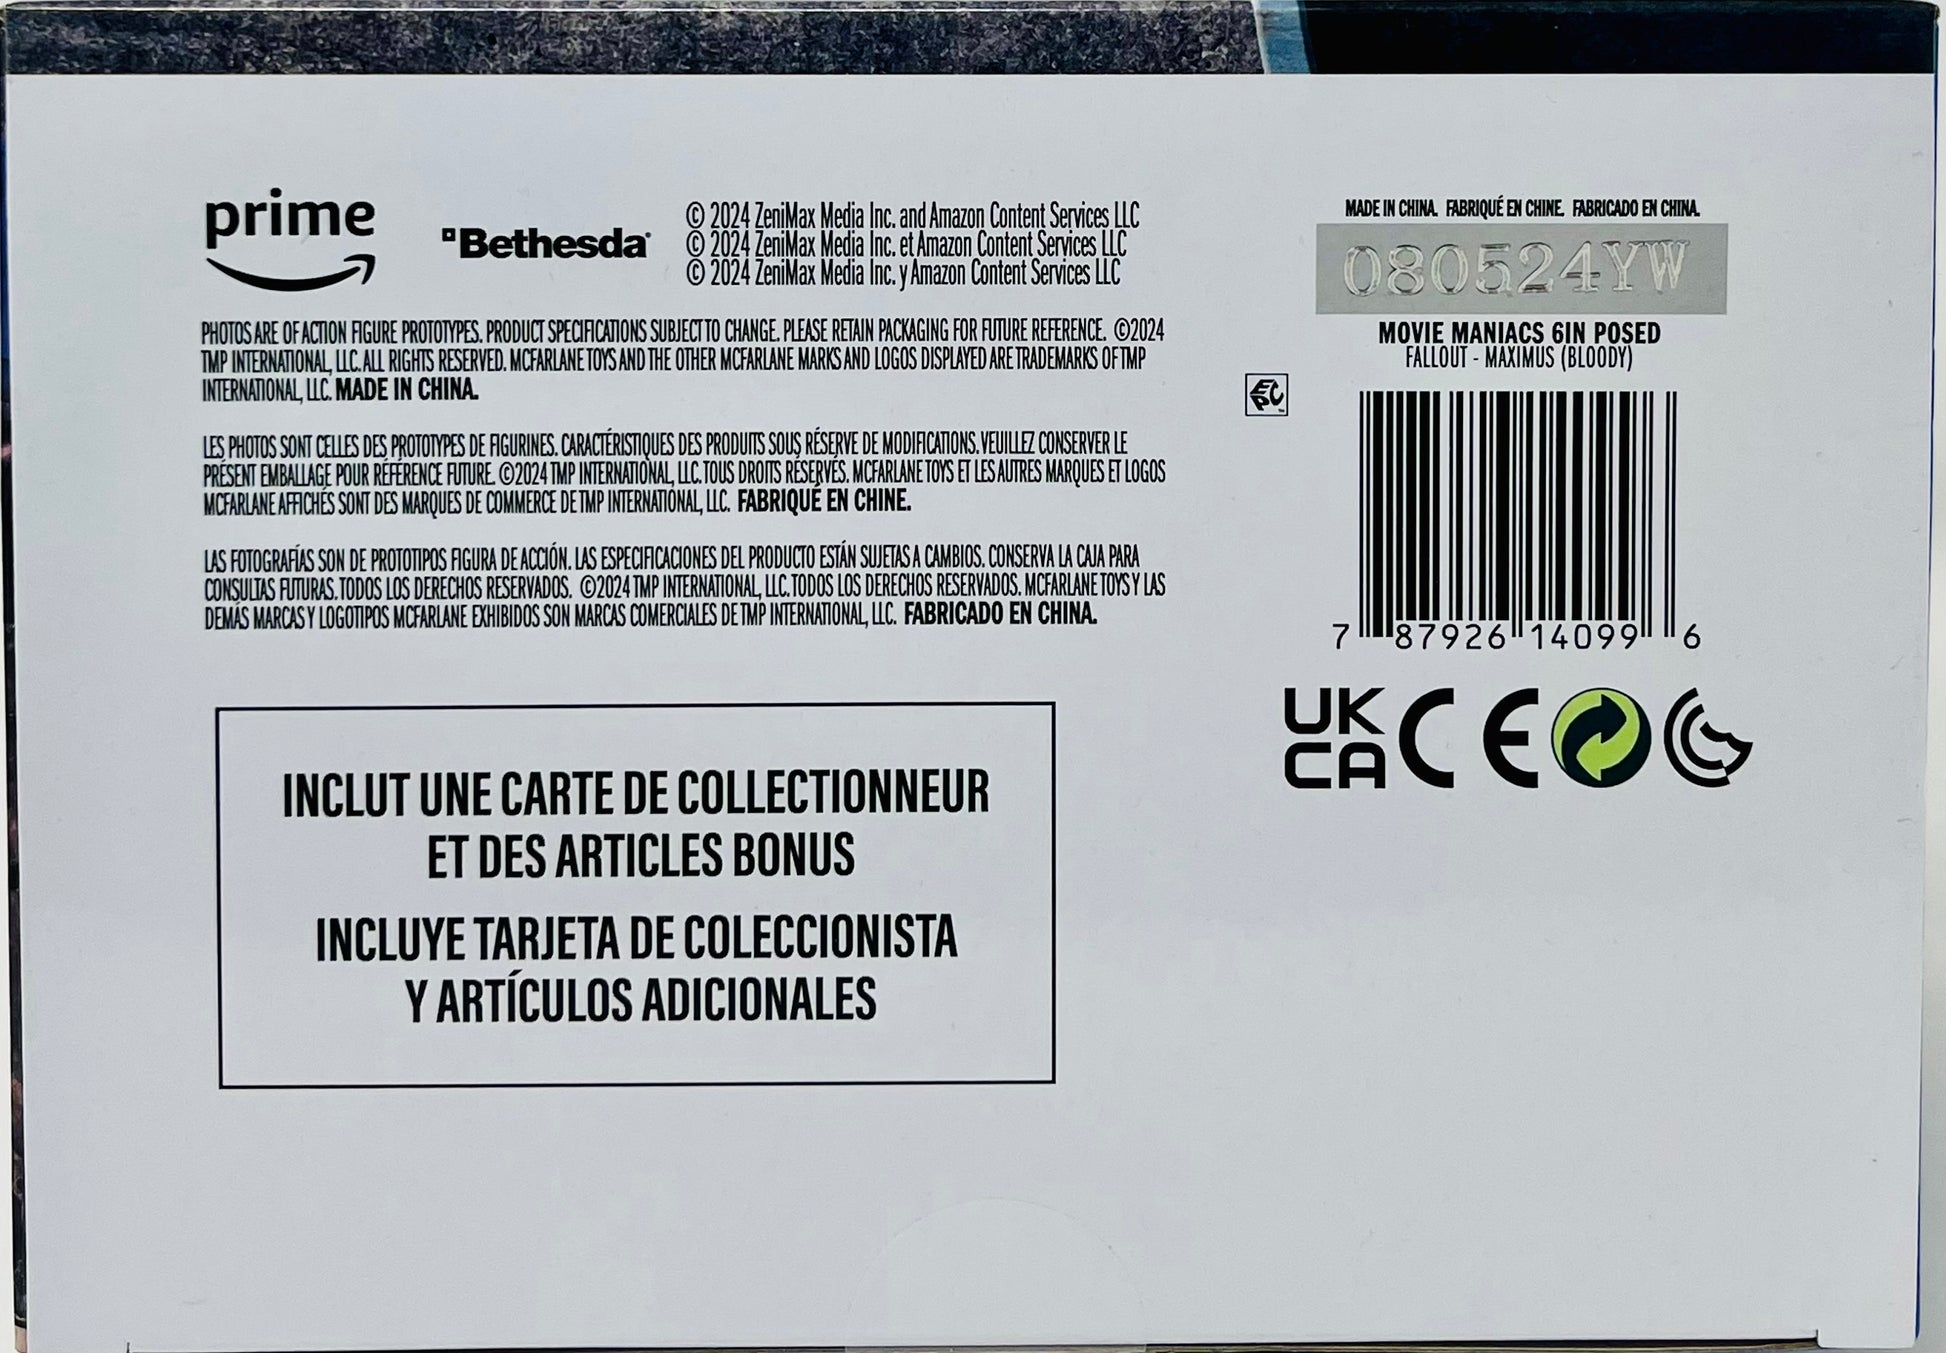 prime
Bethesda
© 2024 ZeniMax Media Inc. and Amazon Content Services LLC
© 2024 ZeniMax Media Inc. et Amazon Content Services LLC
© 2024 ZeniMax Media Inc. y Amazon Content Services LLC
PHOTOS ARE OF ACTION FIGURE PROTOTYPES. PRODUCT SPECIFICATIONS SUBJECT TO CHANGE. PLEASE RETAIN PACKAGING FOR FUTURE REFERENCE. ©2024
TMP INTERNATIONAL, LLC. ALL RIGHTS RESERVED. MCFARLANE TOYS AND THE OTHER MCFARLANE MARKS AND LOGOS DISPLAYED ARE TRADEMARKS OF TMP
INTERNATIONAL, LLC. MADE IN CHINA.
LES PHOTOS SONT CELLES DES PROTOTYPES DE FIGURINES. CARACTÉRISTIQUES DES PRODUITS SOUS RÉSERVE DE MODIFICATIONS. VEUILLEZ CONSERVER LE
PRÉSENT EMBALLAGE POUR RÉFÉRENCE FUTURE. ©2024 TMP INTERNATIONAL, LLC. TOUS DROITS RÉSERVÉS. MCFARLANE TOYS ET LES AUTRES MARQUES ET LOGOS
MCFARLANE AFFICHÉS SONT DES MARQUES DE COMMERCE DE TMP INTERNATIONAL, LLC. FABRIQUÉ EN CHINE.
LAS FOTOGRAFÍAS SON DE PROTOTIPOS FIGURA DE ACCIÓN. LAS ESPECIFICACIONES DEL PRODUCTO ESTÁN SUJETAS A CAMBIOS. CONSERVA LA CAJA PARA
CONSULTAS FUTURAS. TODOS LOS DERECHOS RESERVADOS. ©2024 TMP INTERNATIONAL, LLC. TODOS LOS DERECHOS RESERVADOS. MCFARLANE TOYS Y LAS
DEMÁS MARCAS Y LOGOTIPOS MCFARLANE EXHIBIDOS SON MARCAS COMERCIALES DE TMP INTERNATIONAL, LLC. FABRICADO EN CHINA.
INCLUT UNE CARTE DE COLLECTIONNEUR
ET DES ARTICLES BONUS
INCLUYE TARJETA DE COLECCIONISTA
Y ARTÍCULOS ADICIONALES
MADE IN CHINA. FABRIQUÉ EN CHINE. FABRICADO EN CHINA.
080524YW
MOVIE MANIACS 6IN POSED
FALLOUT - MAXIMUS (BLOODY)
EPC
7 87926 14099 6
UK
CA CE